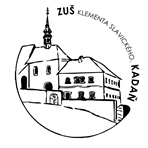 ZUŠ KLEMENTA SLAVICKÉHO, KADAŇ